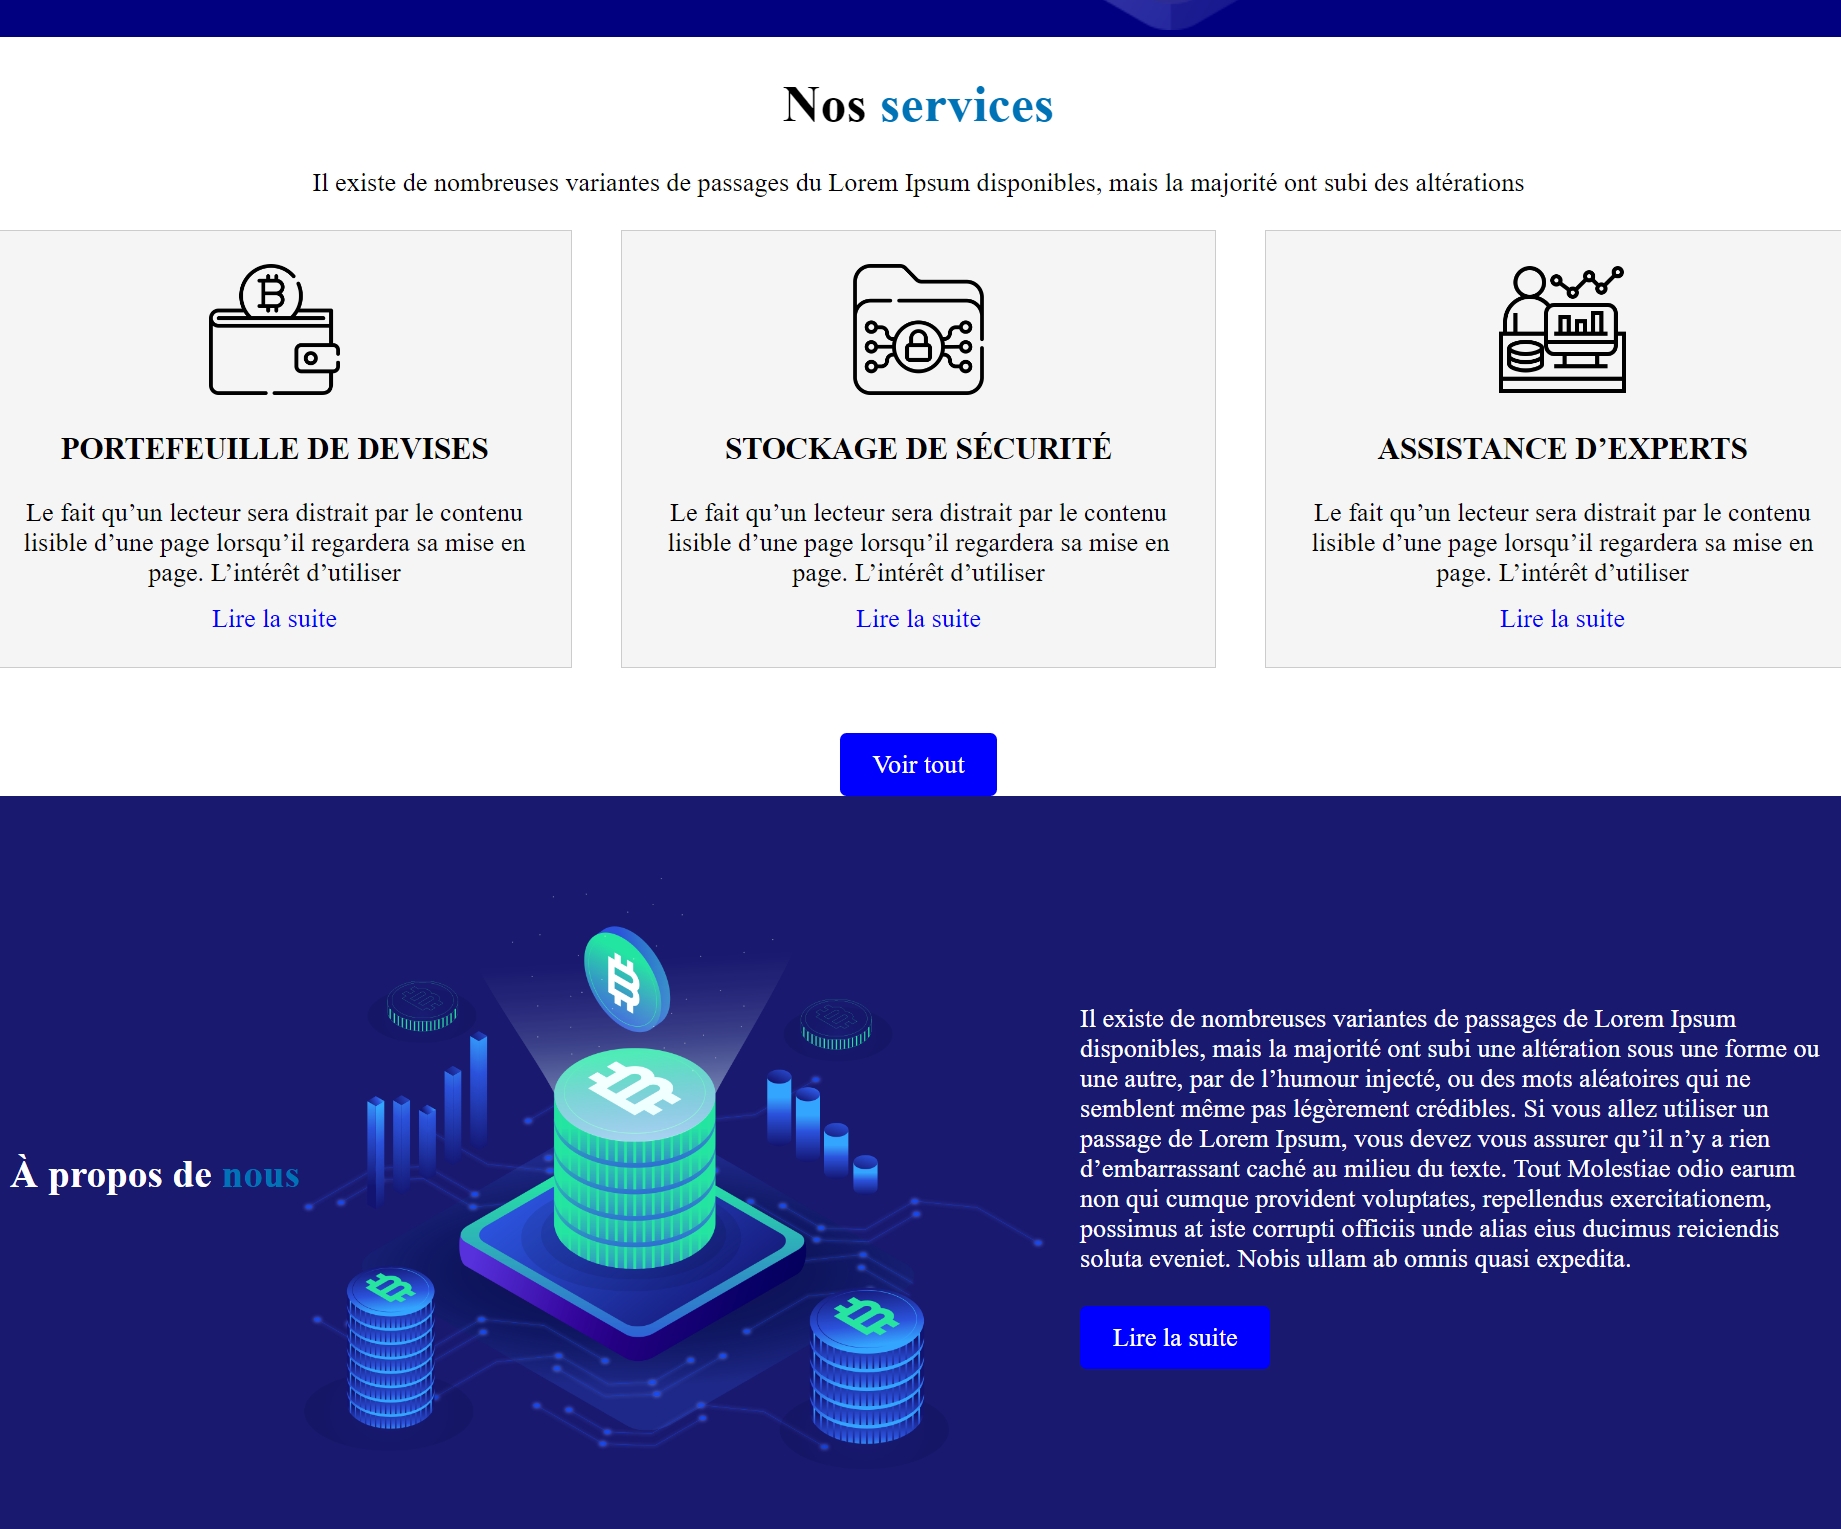 Nos services
Il existe de nombreuses variantes de passages du Lorem Ipsum disponibles, mais la majorité ont subi des altérations
PORTEFEUILLE DE DEVISES
Le fait qu’un lecteur sera distrait par le contenu
lisible d’une page lorsqu’il regardera sa mise en
page. L’intérêt d’utiliser
Lire la suite
STOCKAGE DE SÉCURITÉ
Le fait qu’un lecteur sera distrait par le contenu
lisible d’une page lorsqu’il regardera sa mise en
page. L’intérêt d’utiliser
Lire la suite
ASSISTANCE D’EXPERTS
Le fait qu’un lecteur sera distrait par le contenu
lisible d’une page lorsqu’il regardera sa mise en
page. L’intérêt d’utiliser
Lire la suite
Voir tout
À propos de nous
Il existe de nombreuses variantes de passages de Lorem Ipsum
disponibles, mais la majorité ont subi une altération sous une forme ou
une autre, par de l’humour injecté, ou des mots aléatoires qui ne
semblent même pas légèrement crédibles. Si vous allez utiliser un
passage de Lorem Ipsum, vous devez vous assurer qu’il n’y a rien
d’embarrassant caché au milieu du texte. Tout Molestiae odio earum
non qui cumque provident voluptates, repellendus exercitationem,
possimus at iste corrupti officiis unde alias eius ducimus reiciendis
soluta eveniet. Nobis ullam ab omnis quasi expedita.
Lire la suite